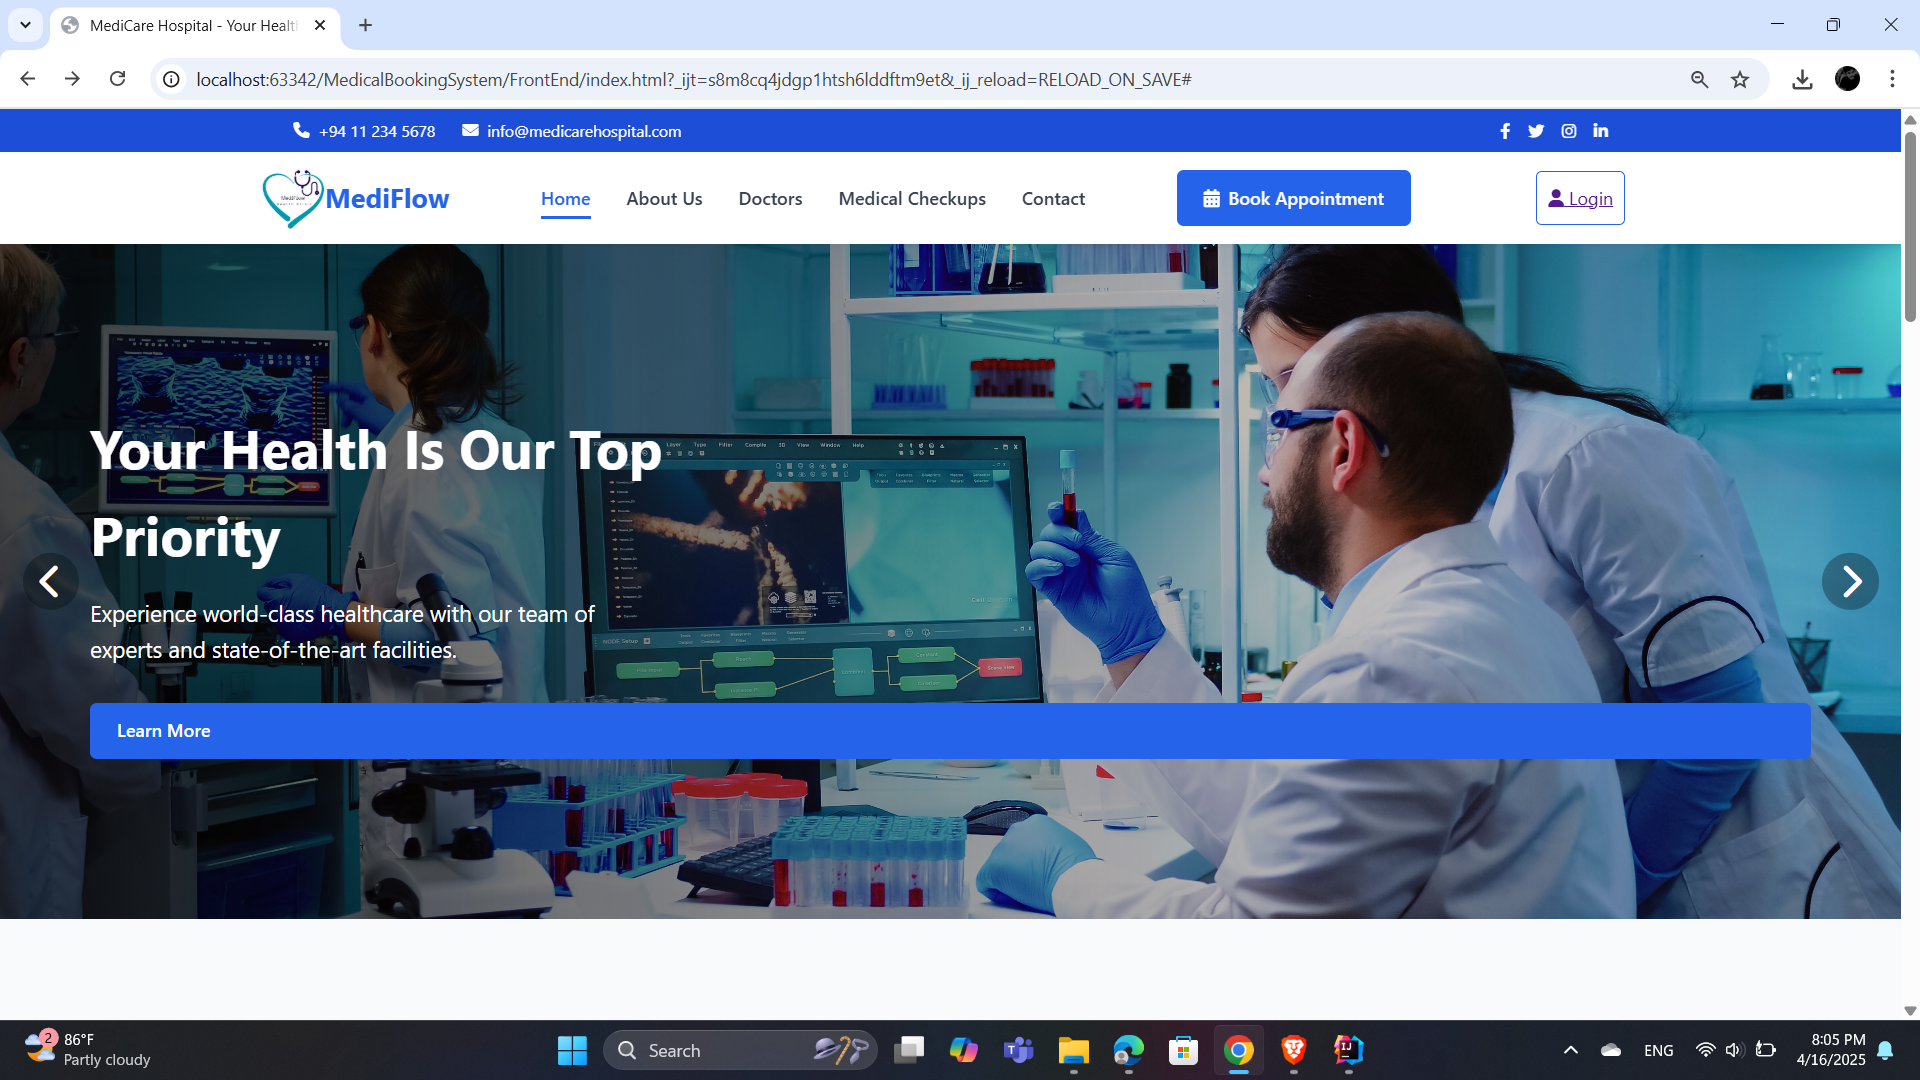 MediCare Hospital - Your Healt
localhost:63342/MedicalBookingSystem/FrontEnd/index.html?_ijt=s8m8cq4jdgp1htsh6lddftm9et&_ij_reload=RELOAD_ON_SAVE#
+94 11 234 5678 info@medicarehospital.com
MediFlow Home About Us Doctors Medical Checkups Contact Book Appointment Login
Your Health Is Our Top
Priority
Experience world-class healthcare with our team of
experts and state-of-the-art facilities.
Learn More
2 86°F
Partly cloudy
Search
ENG
8:05 PM
4/16/2025